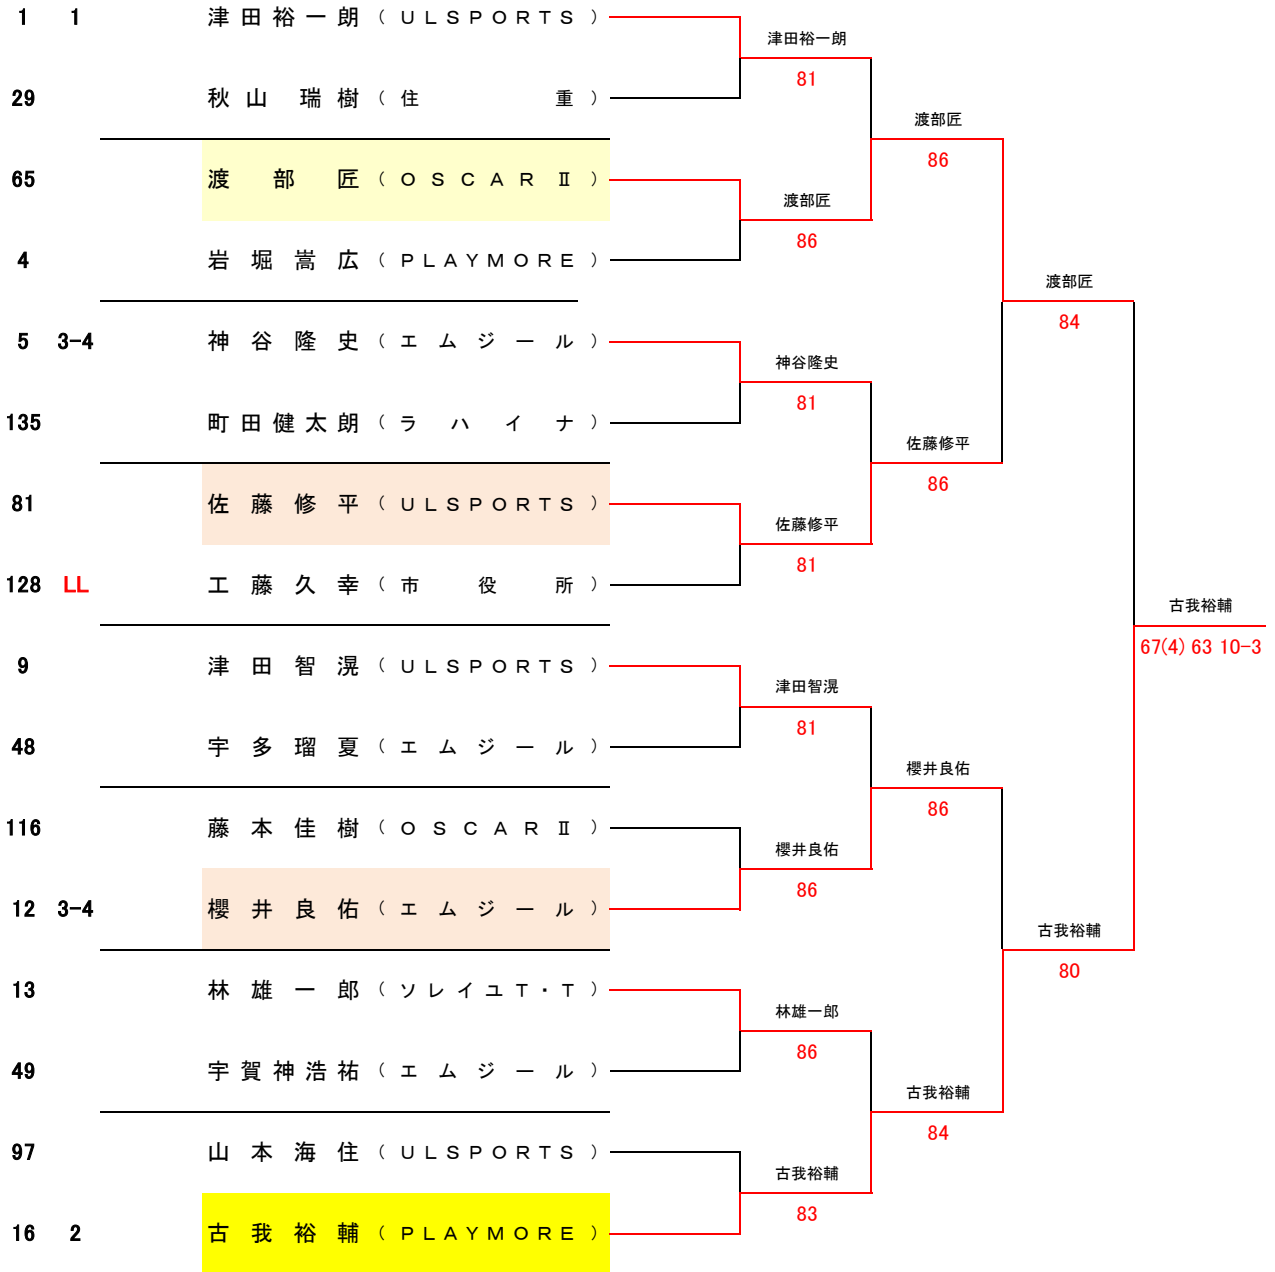 1 1 津田裕一朗 （ULSPORTS）
津田裕一朗
81
29 秋山 瑞樹 （住 重）
渡部匠
86
65 渡 部 匠 （OSCARⅡ）
渡部匠
86
4 岩堀嵩広 （PLAYMORE）
渡部匠
84
5 3-4 神谷隆史 （エムジール）
神谷隆史
81
135 町田健太朗 （ラハイナ）
佐藤修平
86
81 佐藤修平 （ULSPORTS）
佐藤修平
81
128 LL 工藤久幸 （市役所）
古我裕輔
67(4) 63 10-3
9 津田智滉 （ULSPORTS）
津田智滉
81
48 宇多瑠夏 （エムジール）
櫻井良佑
86
116 藤本佳樹 （OSCARⅡ）
櫻井良佑
86
12 3-4 櫻井良佑 （エムジール）
古我裕輔
80
13 林雄一郎 （ソレイユT・T）
林雄一郎
86
49 宇賀神浩祐 （エムジール）
古我裕輔
84
97 山本海住 （ULSPORTS）
古我裕輔
83
16 2 古我裕輔 （PLAYMORE）